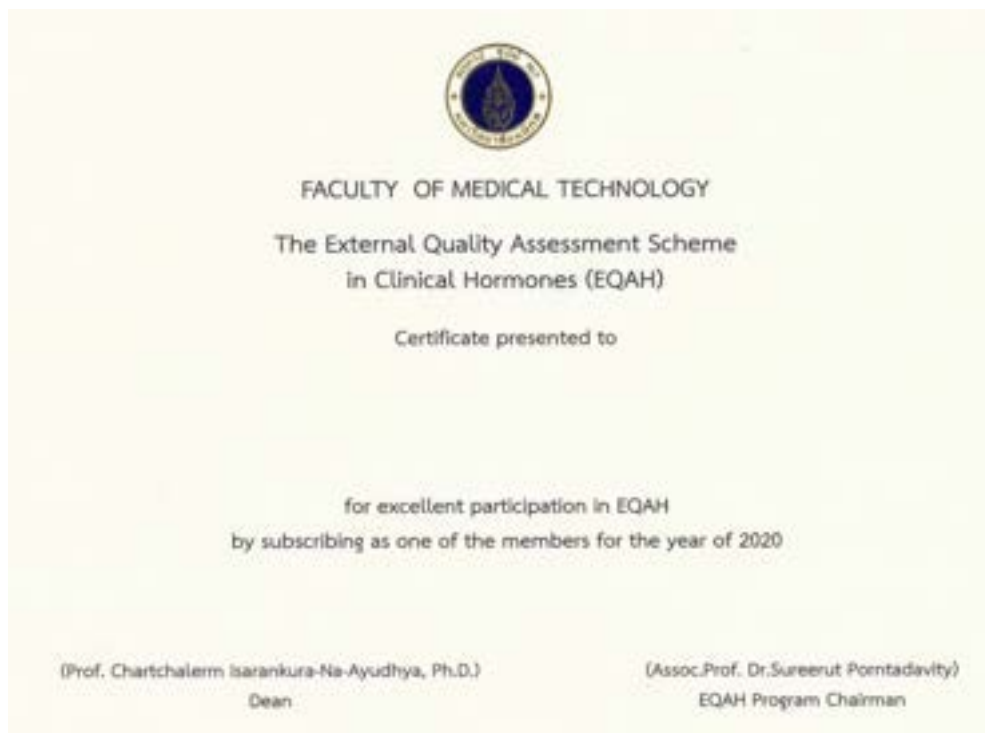 FACULTY OF MEDICAL TECHNOLOGY
The External Quality Assessment Scheme
in Clinical Hormones (EQAH)
Certificate presented to
for excellent participation in EQAH
by subscribing as one of the members for the year of 2020
(Prof. Chartchalerm Isarankura-Na-Ayudhya, Ph.D.)
Dean
(Assoc.Prof. Dr.Sureerut Porntadavity)
EQAH Program Chairman